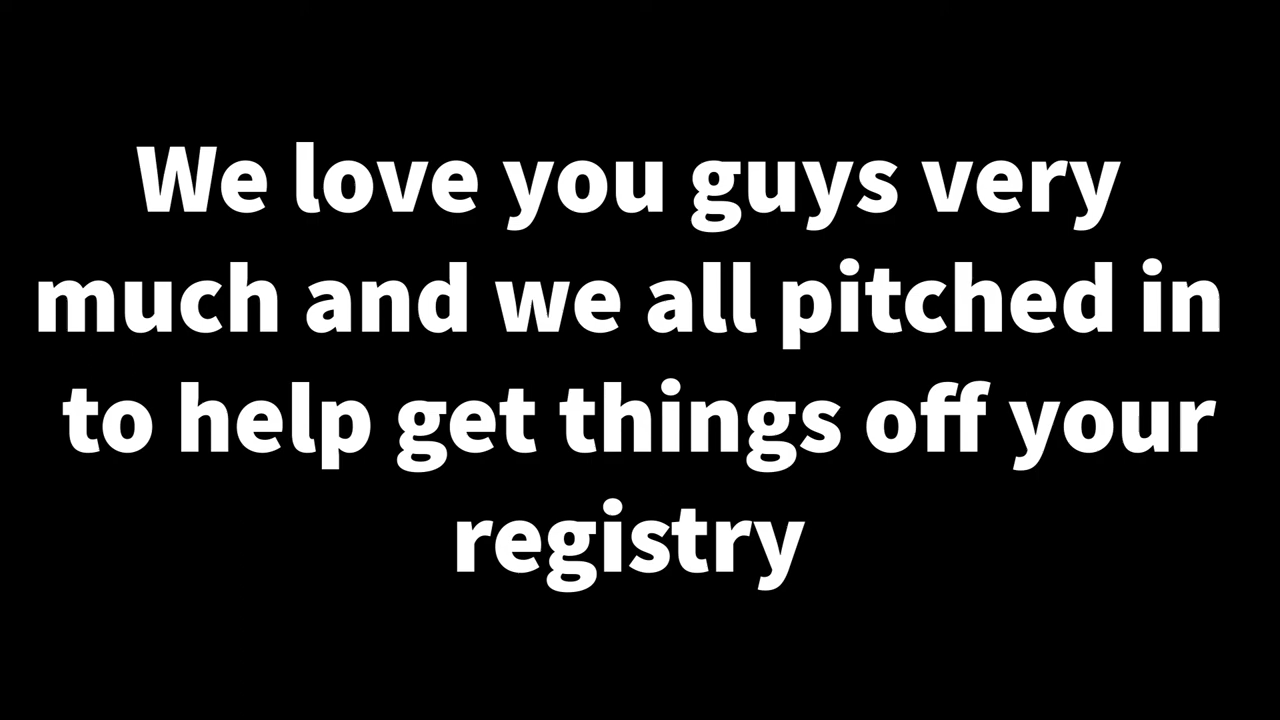 We love you guys very
much and we all pitched in
to help get things off your
registry